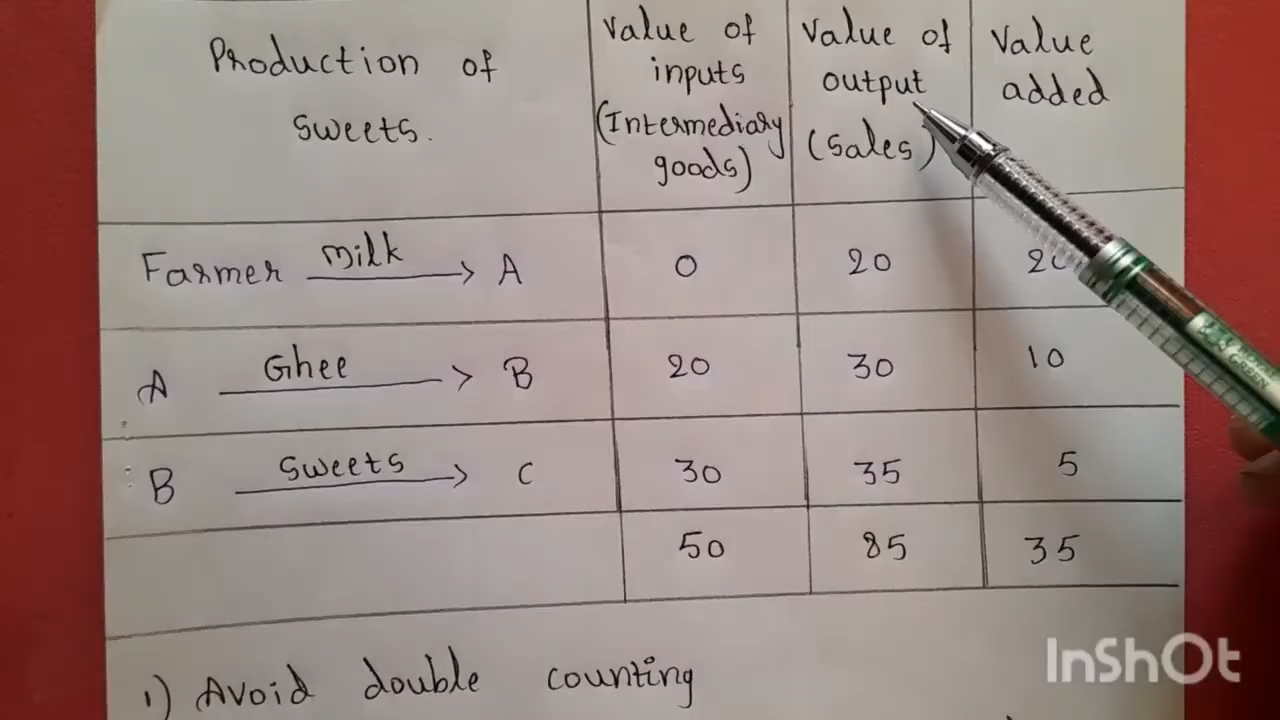 Production of Sweets.
Value of inputs (Intermediary goods)
Value of output (Sales)
Value added
Farmer milk → A 0 20
A Ghee → B 20 30 10
B Sweets → C 30 35 5
50 85 35
1) Avoid double counting
InShOt